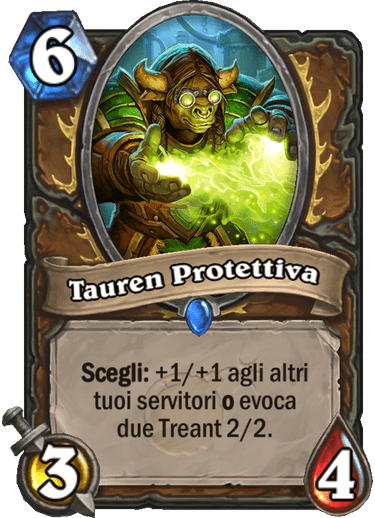 6
Tauren Protettiva
Scegli: +1/+1 agli altri
tuoi servitori o evoca
due Treant 2/2.
3
4